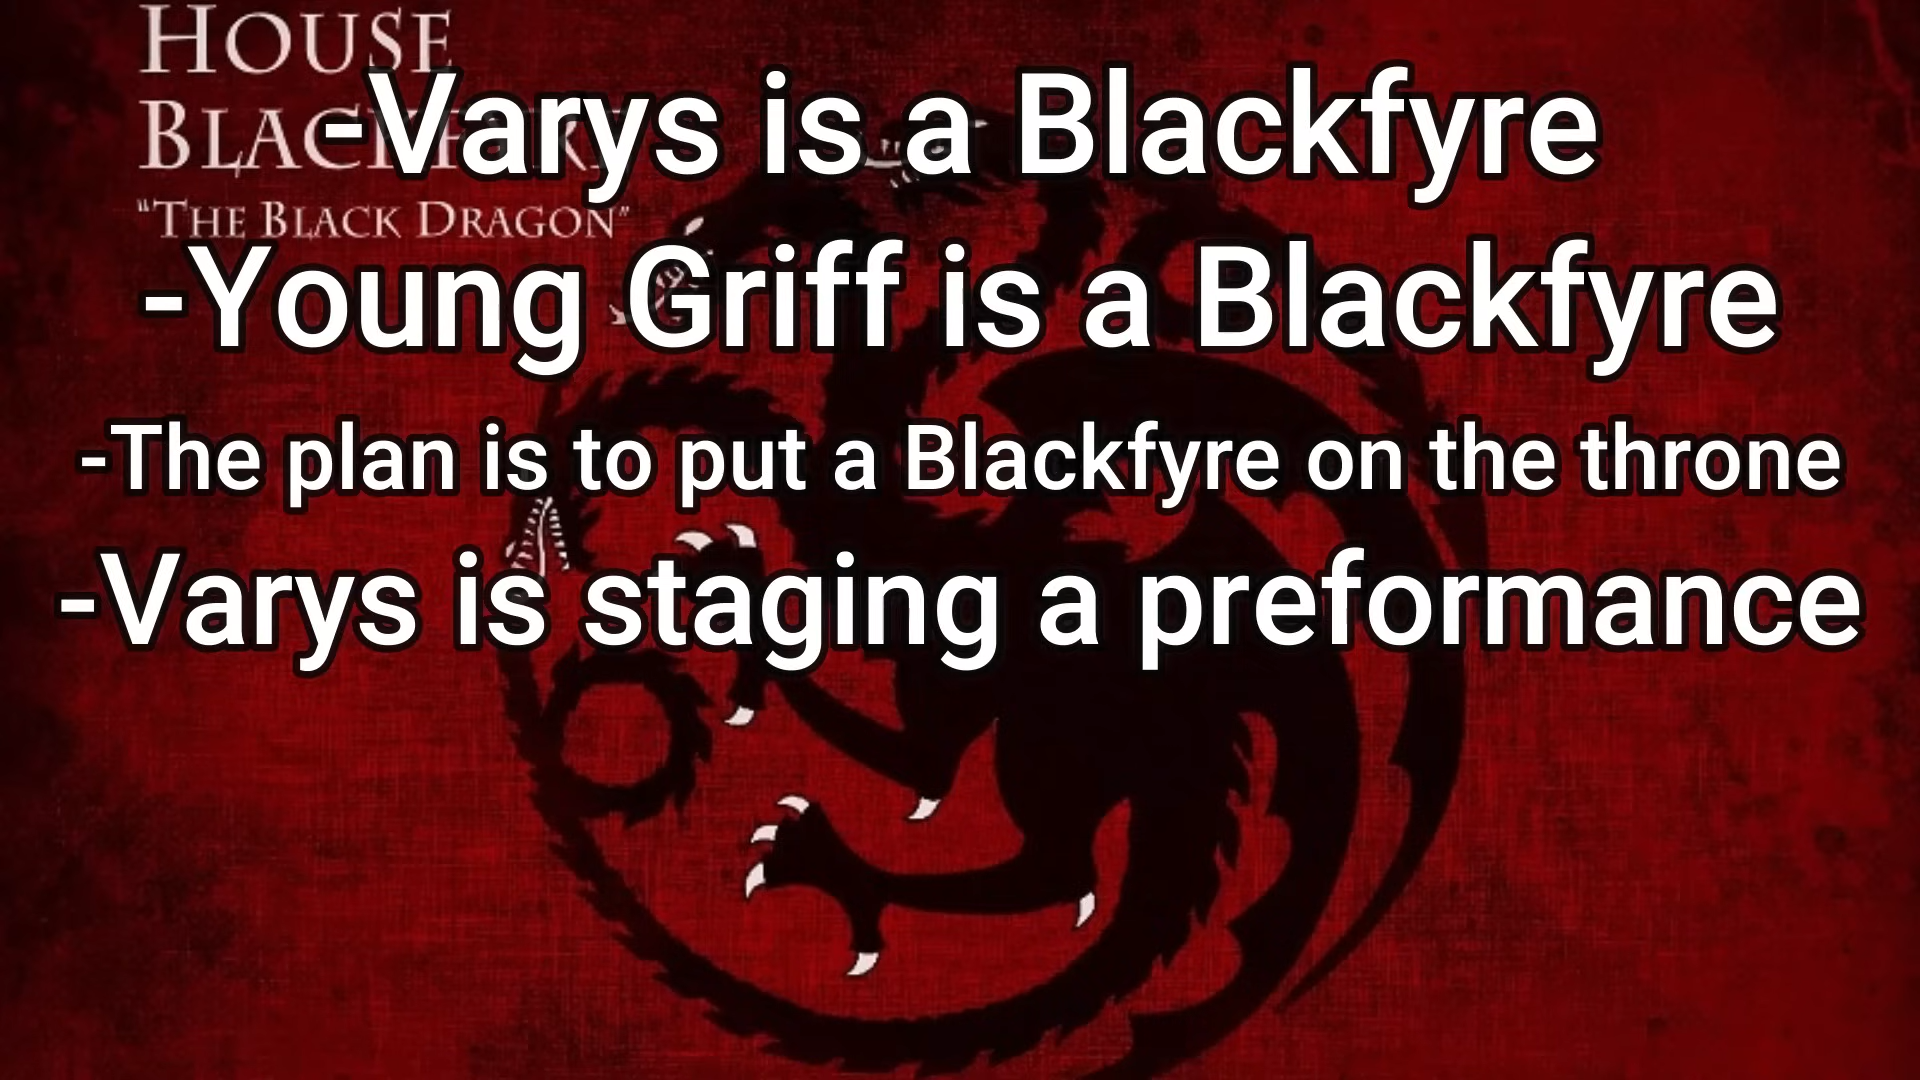 HOUSE
-Varys is a Blackfyre
"THE BLACK DRAGON"
-Young Griff is a Blackfyre
-The plan is to put a Blackfyre on the throne
-Varys is staging a preformance